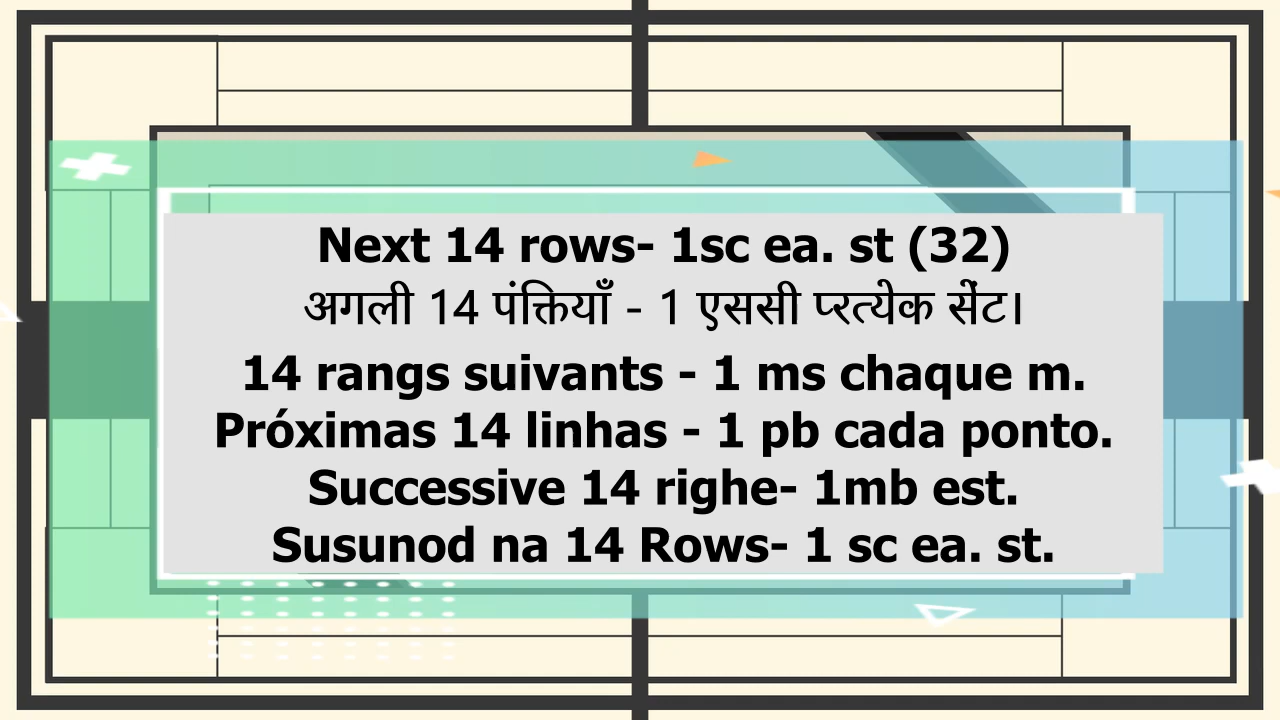 Next 14 rows- 1sc ea. st (32)
अगली 14 पंक्तियाँ - 1 एससी प्रत्येक सेंट।
14 rangs suivants - 1 ms chaque m.
Próximas 14 linhas - 1 pb cada ponto.
Successive 14 righe- 1mb est.
Susunod na 14 Rows- 1 sc ea. st.